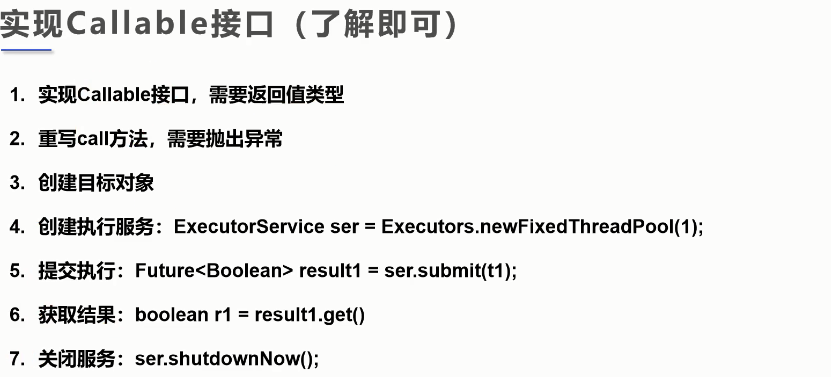 实现Callable接口（了解即可）
1. 实现Callable接口，需要返回值类型
2. 重写call方法，需要抛出异常
3. 创建目标对象
4. 创建执行服务：ExecutorService ser = Executors.newFixedThreadPool(1);
5. 提交执行：Future<Boolean> result1 = ser.submit(t1);
6. 获取结果：boolean r1 = result1.get()
7. 关闭服务：ser.shutdownNow();